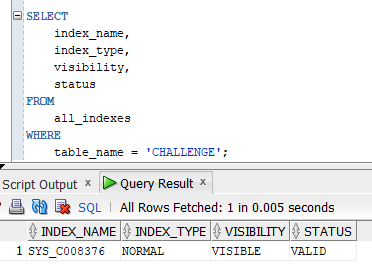 SELECT
index_name,
index_type,
visibility,
status
FROM
all_indexes
WHERE
table_name = 'CHALLENGE';
Script Output x Query Result x
SQL | All Rows Fetched: 1 in 0.005 seconds
INDEX_NAME INDEX_TYPE VISIBILITY STATUS
1 SYS_C008376 NORMAL VISIBLE VALID